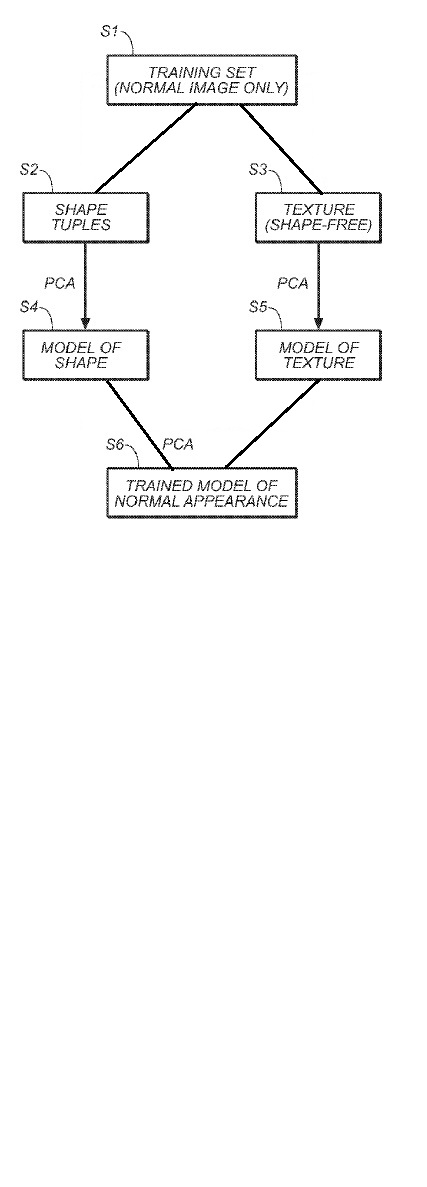 S1
TRAINING SET
(NORMAL IMAGE ONLY)
S2
SHAPE
TUPLES
S3
TEXTURE
(SHAPE-FREE)
PCA
PCA
S4
MODEL OF
SHAPE
S5
MODEL OF
TEXTURE
PCA
S6
TRAINED MODEL OF
NORMAL APPEARANCE